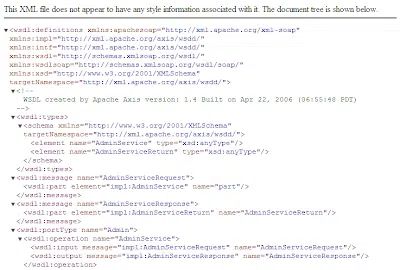 This XML file does not appear to have any style information associated with it. The document tree is shown below.
▼<wsdl:definitions xmlns:apachesoap="http://xml.apache.org/xml-soap"
xmlns:impl="http://xml.apache.org/axis/wsdd/"
xmlns:intf="http://xml.apache.org/axis/wsdd/"
xmlns:wsdl="http://schemas.xmlsoap.org/wsdl/"
xmlns:wsdlsoap="http://schemas.xmlsoap.org/wsdl/soap/"
xmlns:xsd="http://www.w3.org/2001/XMLSchema"
targetNamespace="http://xml.apache.org/axis/wsdd/">
▼<!--
WSDL created by Apache Axis version: 1.4 Built on Apr 22, 2006 (06:55:48 PDT)
-->
▼<wsdl:types>
▼<schema xmlns="http://www.w3.org/2001/XMLSchema"
targetNamespace="http://xml.apache.org/axis/wsdd/">
<element name="AdminService" type="xsd:anyType"/>
<element name="AdminServiceReturn" type="xsd:anyType"/>
</schema>
</wsdl:types>
▼<wsdl:message name="AdminServiceRequest">
<wsdl:part element="impl:AdminService" name="part"/>
</wsdl:message>
▼<wsdl:message name="AdminServiceResponse">
<wsdl:part element="impl:AdminServiceReturn" name="AdminServiceReturn"/>
</wsdl:message>
▼<wsdl:portType name="Admin">
▼<wsdl:operation name="AdminService">
<wsdl:input message="impl:AdminServiceRequest" name="AdminServiceRequest"/>
<wsdl:output message="impl:AdminServiceResponse" name="AdminServiceResponse"/>
</wsdl:operation>